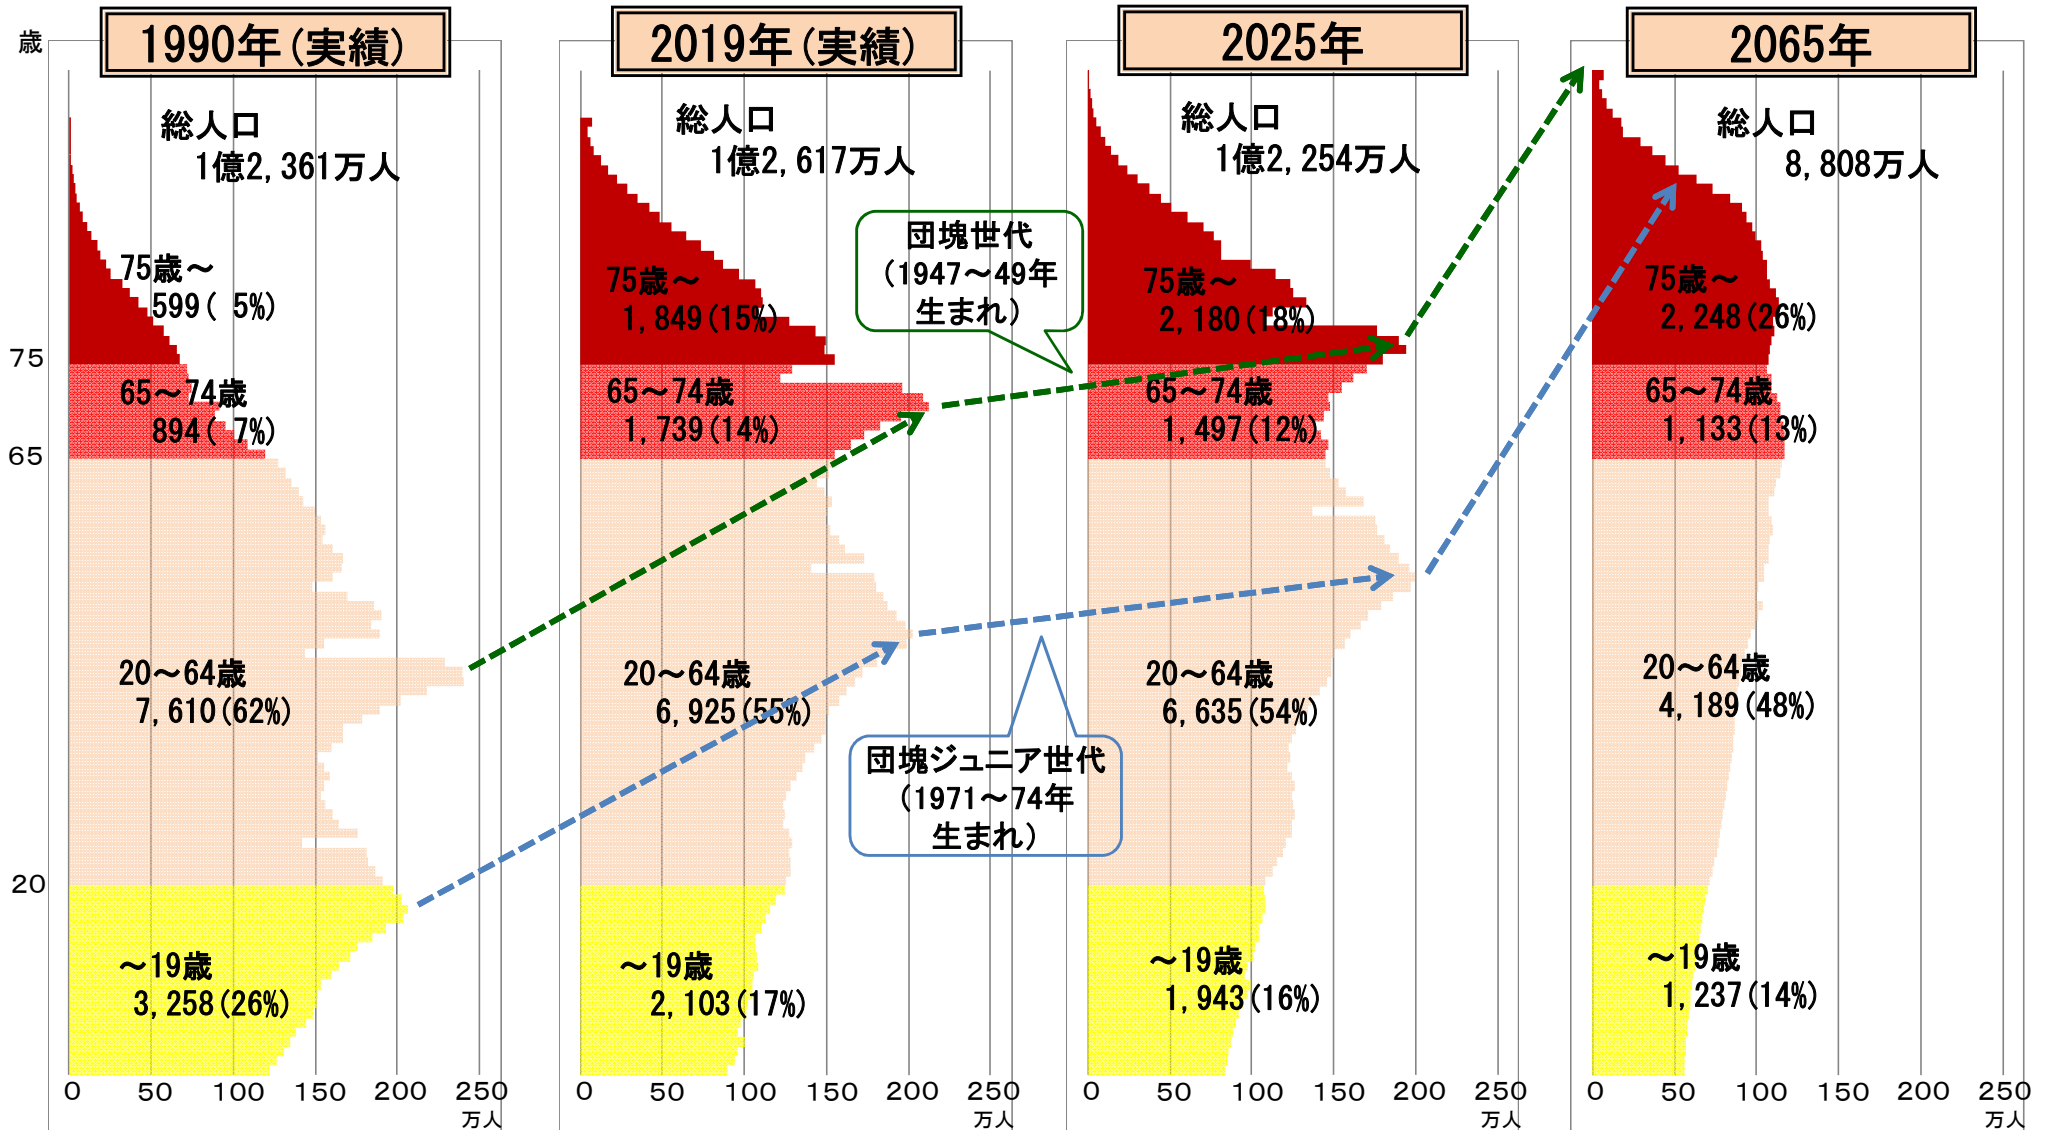 歳
1990年(実績)
総人口
1億2,361万人
75歳～
599( 5%)
65～74歳
894( 7%)
20～64歳
7,610(62%)
～19歳
3,258(26%)
75
65
20
0 50 100 150 200 250
万人
2019年(実績)
総人口
1億2,617万人
75歳～
1,849(15%)
65～74歳
1,739(14%)
20～64歳
6,925(55%)
～19歳
2,103(17%)
0 50 100 150 200 250
万人
団塊世代
(1947～49年
生まれ)
団塊ジュニア世代
(1971～74年
生まれ)
2025年
総人口
1億2,254万人
75歳～
2,180(18%)
65～74歳
1,497(12%)
20～64歳
6,635(54%)
～19歳
1,943(16%)
0 50 100 150 200 250
万人
2065年
総人口
8,808万人
75歳～
2,248(26%)
65～74歳
1,133(13%)
20～64歳
4,189(48%)
～19歳
1,237(14%)
0 50 100 150 200 250
万人